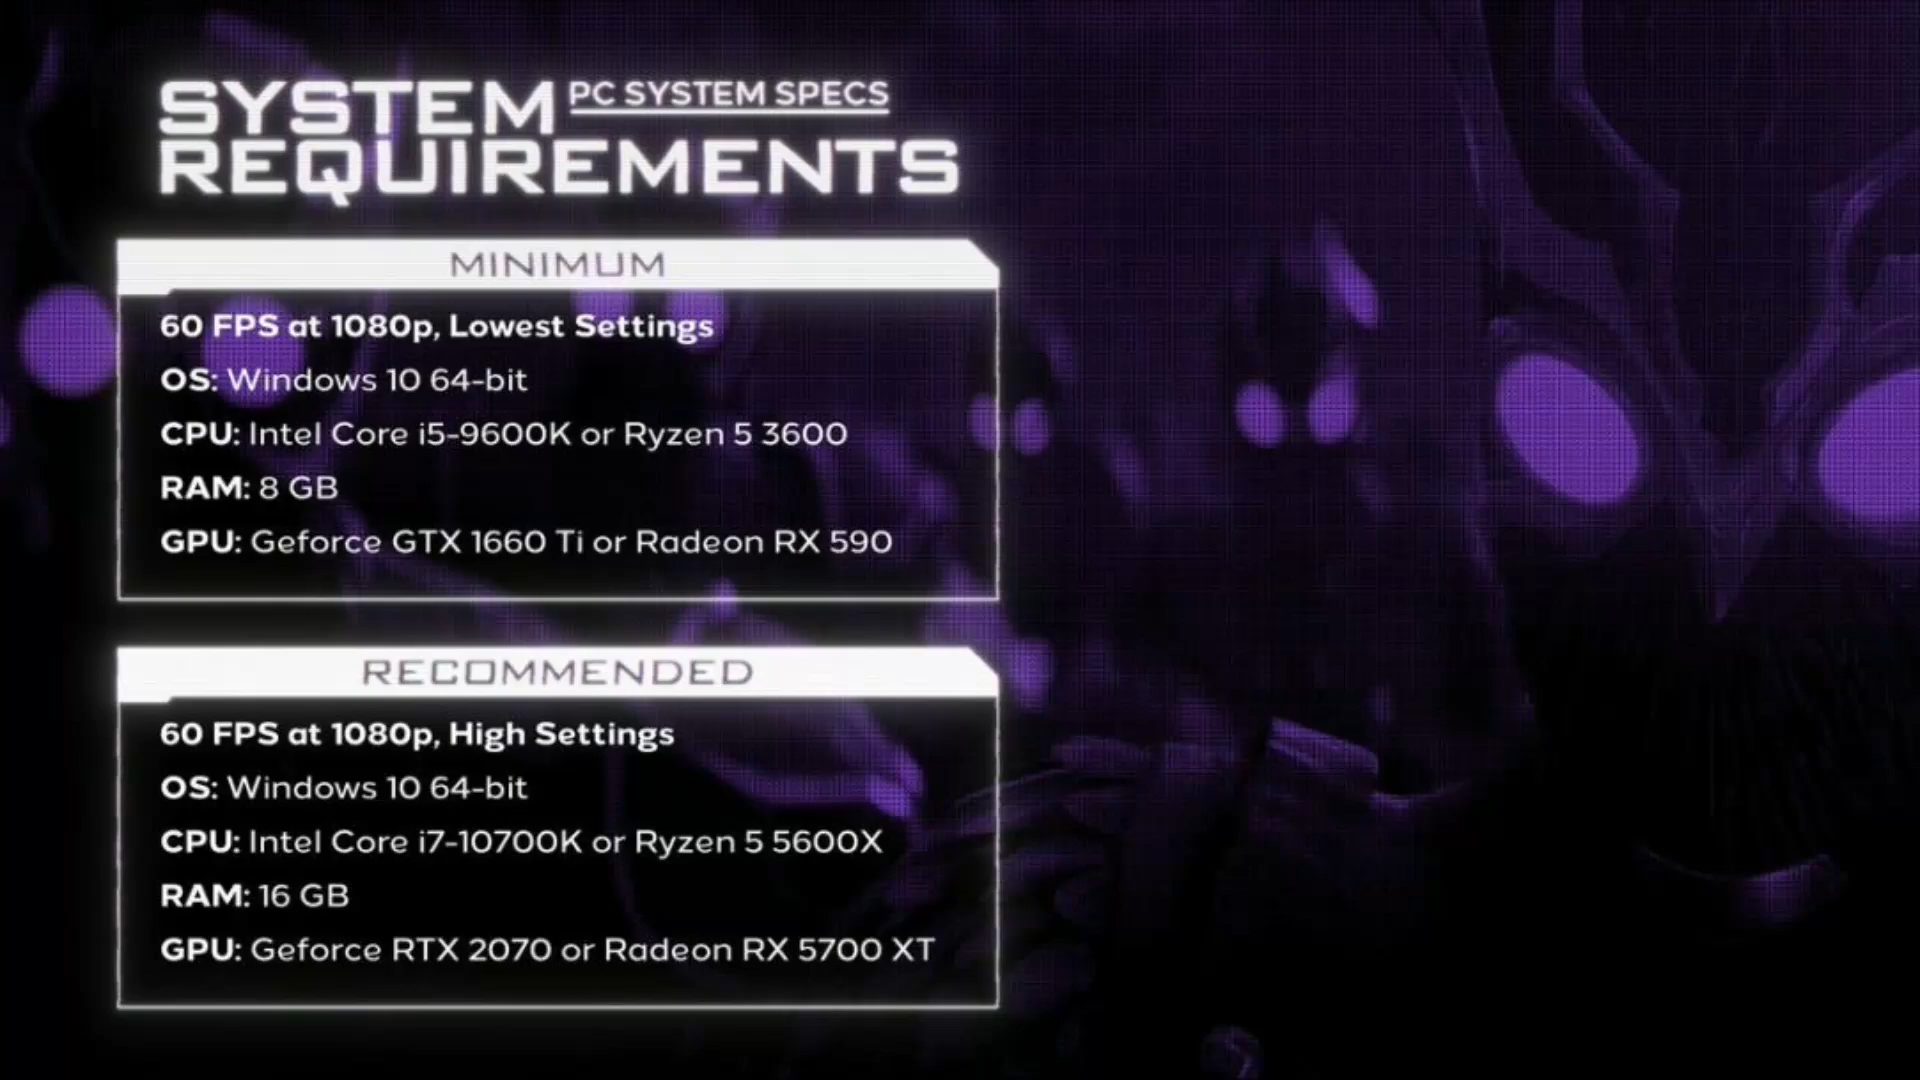 SYSTEM PC SYSTEM SPECS
REQUIREMENTS
MINIMUM
60 FPS at 1080p, Lowest Settings
OS: Windows 10 64-bit
CPU: Intel Core i5-9600K or Ryzen 5 3600
RAM: 8 GB
GPU: Geforce GTX 1660 Ti or Radeon RX 590
RECOMMENDED
60 FPS at 1080p, High Settings
OS: Windows 10 64-bit
CPU: Intel Core i7-10700K or Ryzen 5 5600X
RAM: 16 GB
GPU: Geforce RTX 2070 or Radeon RX 5700 XT